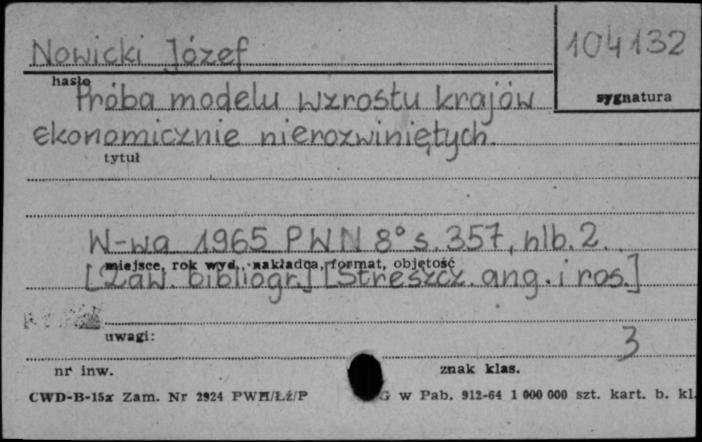 Nowicki Józef
104132
hasło
sygnatura
Próba modelu wzrostu krajów
ekonomicznie nierozwiniętych.
tytuł
W-wa 1965 PWN 8° s. 357, nlb. 2.
miejsce, rok wyd., nakładca, format, objętość
[Zaw. bibliogr.] [Streszcz. ang. i ros.]
uwagi:
3
nr inw.
znak klas.
CWD-B-15a Zam. Nr 2924 PWH/Łź/P
G w Pab. 912-64 1 000 000 szt. kart. b. kl.